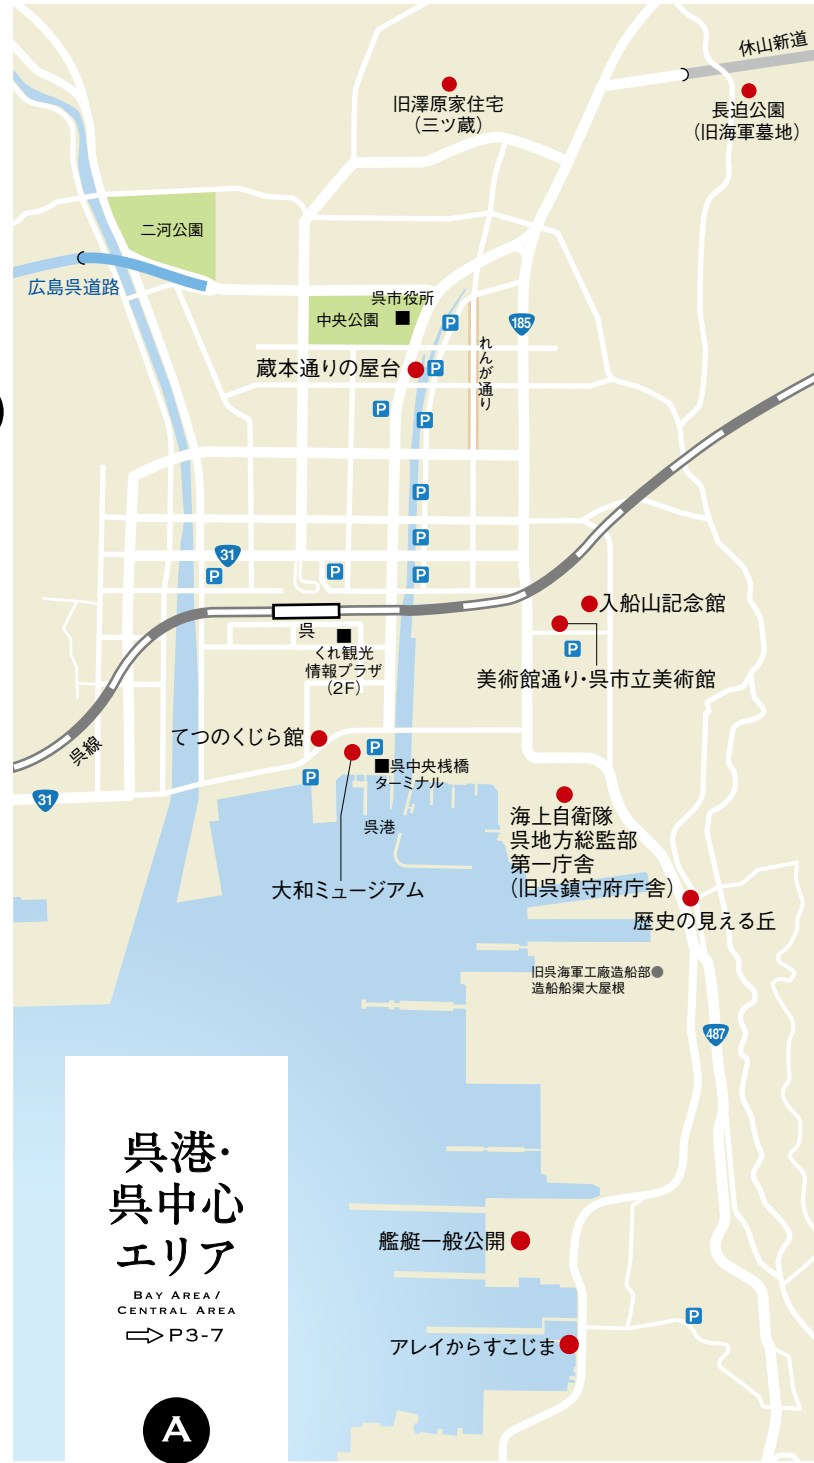 休山新道
旧澤原家住宅
(三ツ蔵)
長迫公園
(旧海軍墓地)
二河公園
広島呉道路
呉市役所
中央公園
P
185
れんが通り
蔵本通りの屋台
P
P
P
P
P
31
P
P
P
入船山記念館
呉
くれ観光
情報プラザ
(2F)
P
美術館通り・呉市立美術館
てつのくじら館
呉線
P
呉中央桟橋
ターミナル
P
31
呉港
海上自衛隊
呉地方総監部
第一庁舎
(旧呉鎮守府庁舎)
大和ミュージアム
歴史の見える丘
旧呉海軍工廠造船部
造船船渠大屋根
487
呉港・
呉中心
エリア
BAY AREA /
CENTRAL AREA
⇨P3-7
A
艦艇一般公開
P
アレイからすこじま